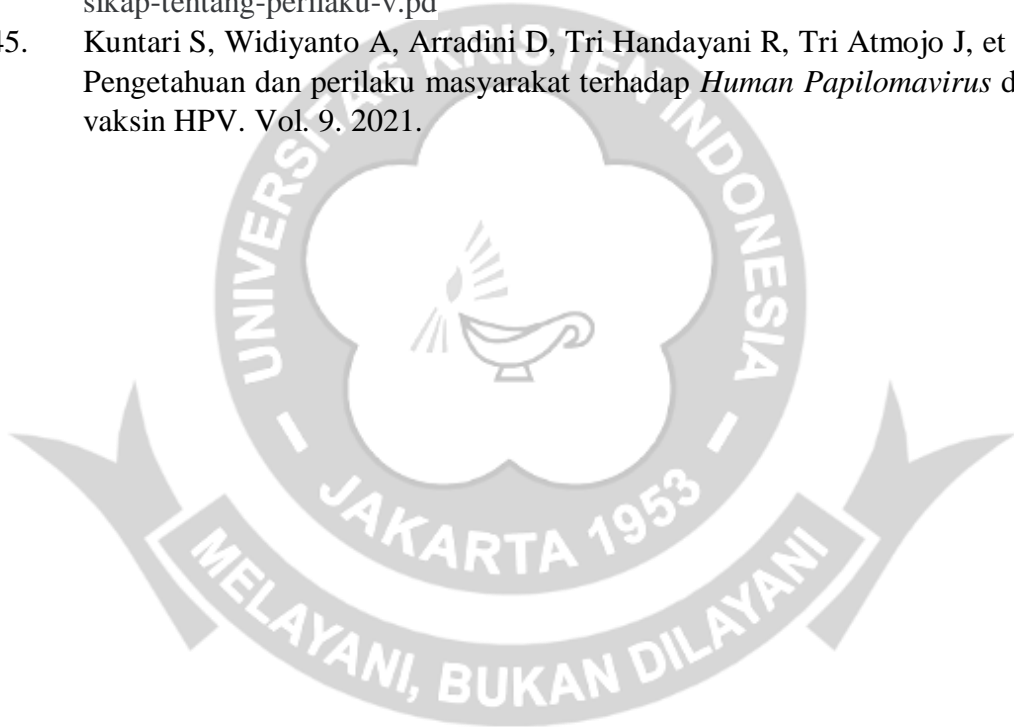 sikap-tentang-perilaku-v.pd
45. Kuntari S, Widiyanto A, Arradini D, Tri Handayani R, Tri Atmojo J, et
Pengetahuan dan perilaku masyarakat terhadap Human Papilomavirus d
vaksin HPV. Vol. 9. 2021.
UNIVERSITAS KRISTEN INDONESIA
- JAKARTA 1953 -
MELAYANI, BUKAN DILAYANI